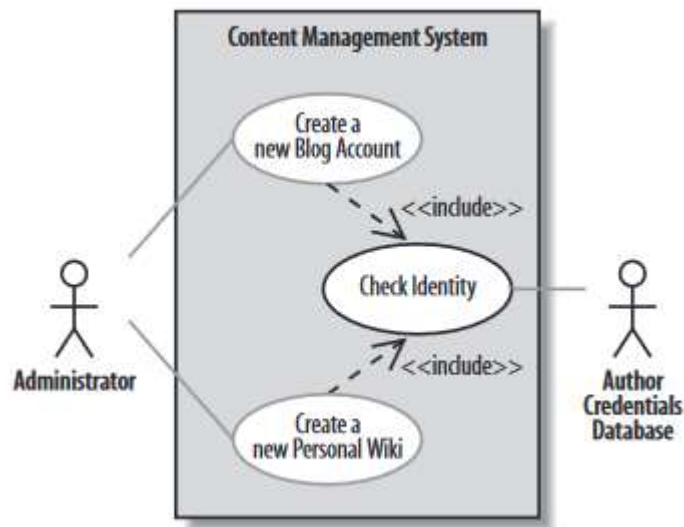 Content Management System
Create a
new Blog Account
<<include>>
Check Identity
Administrator
<<include>>
Author
Credentials
Database
Create a
new Personal Wiki